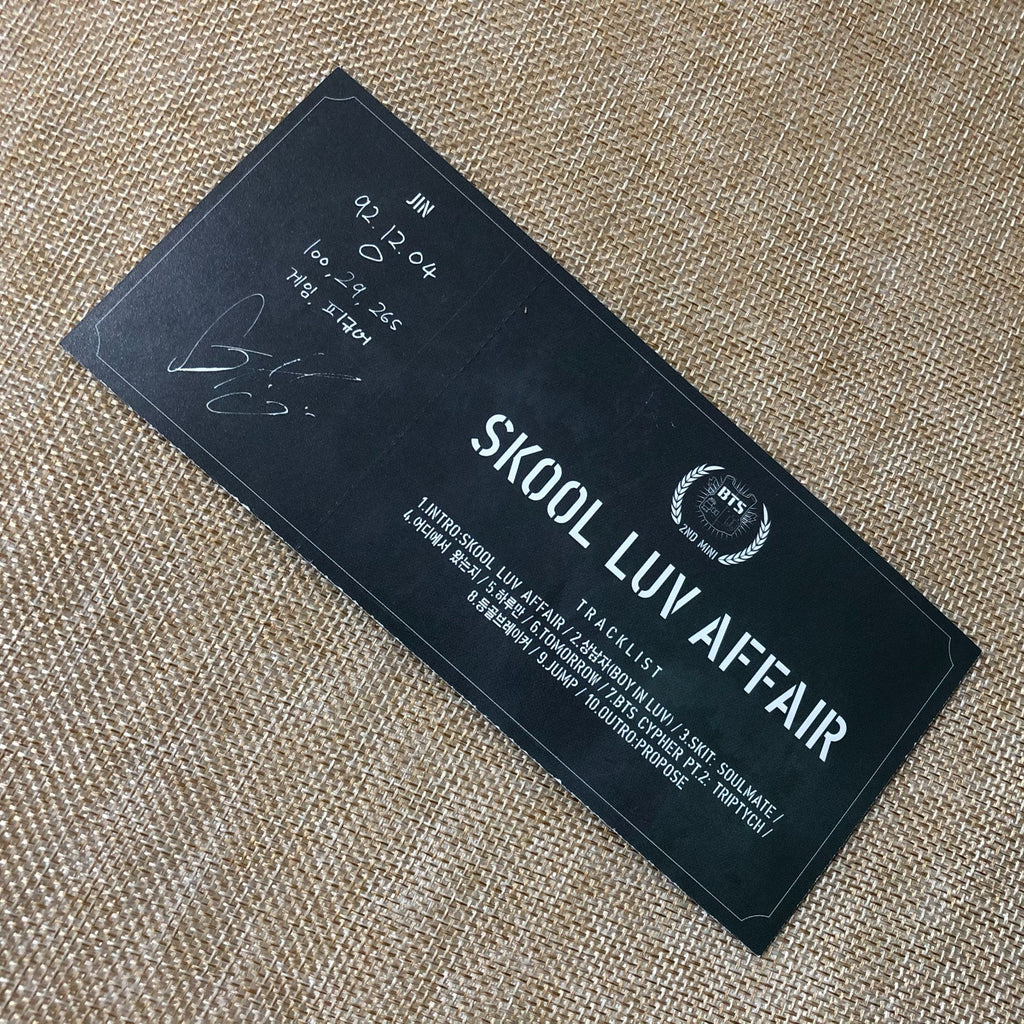 JIN
92.12.04
O
100, 29, 265
게임, 피규어
BTS
2ND MINI
SKOOL LUV AFFAIR
TRACKLIST
1.INTRO:SKOOL LUV AFFAIR / 2.상남자(BOY IN LUV) / 3.SKIT: SOULMATE /
4.어디에서 왔는지 / 5.하루만 / 6.TOMORROW / 7.BTS CYPHER PT.2: TRIPTYCH /
8.등골브레이커 / 9.JUMP / 10.OUTRO:PROPOSE